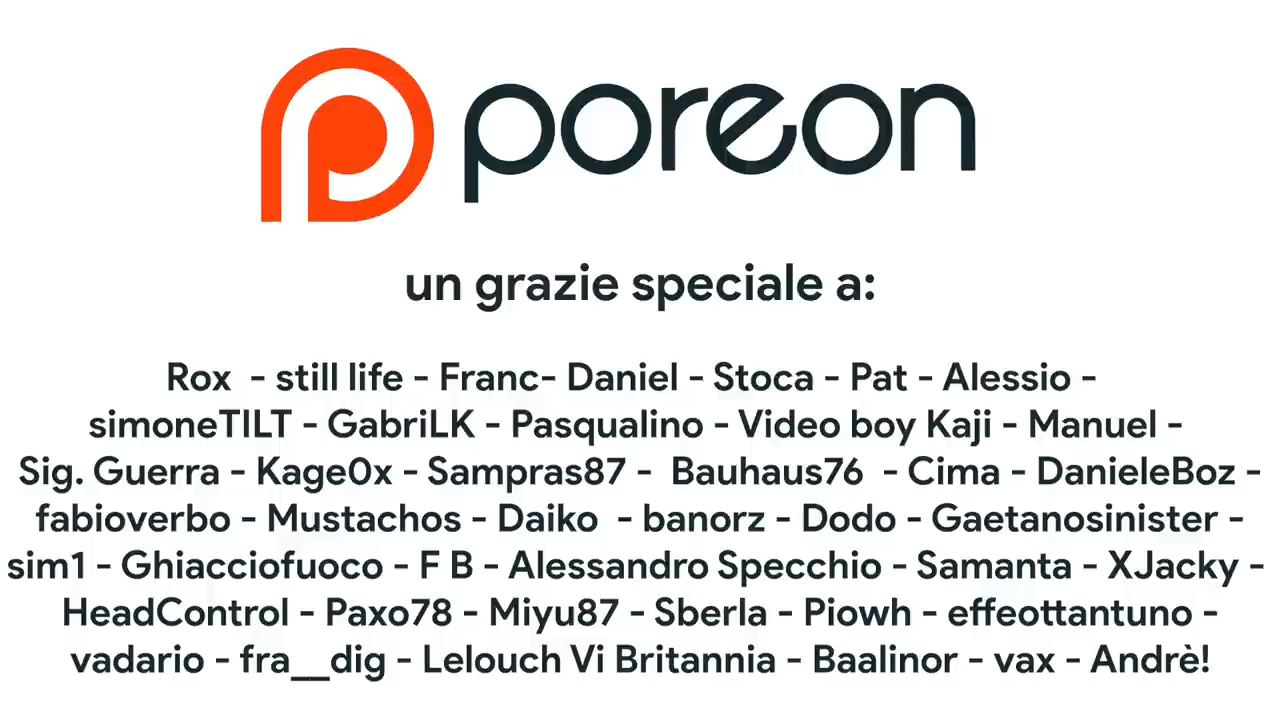 poreon
un grazie speciale a:
Rox - still life - Franc- Daniel - Stoca - Pat - Alessio -
simoneTILT - GabriLK - Pasqualino - Video boy Kaji - Manuel -
Sig. Guerra - Kage0x - Sampras87 - Bauhaus76 - Cima - DanieleBoz -
fabioverbo - Mustachos - Daiko - banorz - Dodo - Gaetanosinister -
sim1 - Ghiacciofuoco - F B - Alessandro Specchio - Samanta - XJacky -
HeadControl - Paxo78 - Miyu87 - Sberla - Piowh - effeottantuno -
vadario - fra__dig - Lelouch Vi Britannia - Baalinor - vax - Andrè!